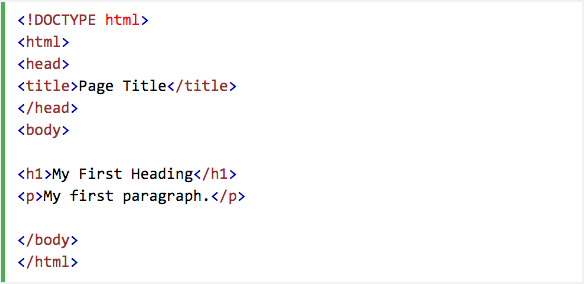 <!DOCTYPE html>
<html>
<head>
<title>Page Title</title>
</head>
<body>
<h1>My First Heading</h1>
<p>My first paragraph.</p>
</body>
</html>